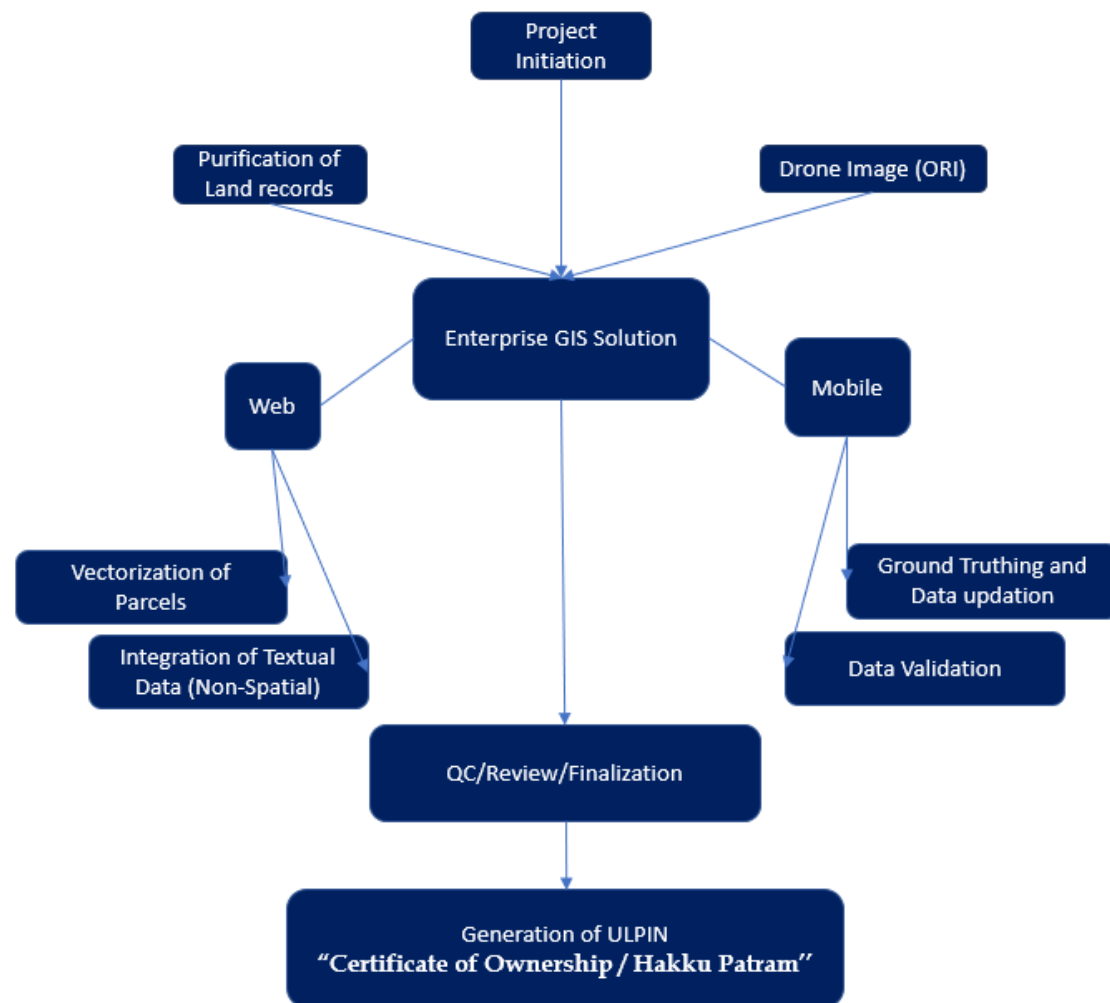 Project
Initiation
Purification of
Land records
Drone Image (ORI)
Enterprise GIS Solution
Web
Mobile
Vectorization of
Parcels
Ground Truthing and
Data updation
Integration of Textual
Data (Non-Spatial)
Data Validation
QC/Review/Finalization
Generation of ULPIN
“Certificate of Ownership / Hakku Patram”